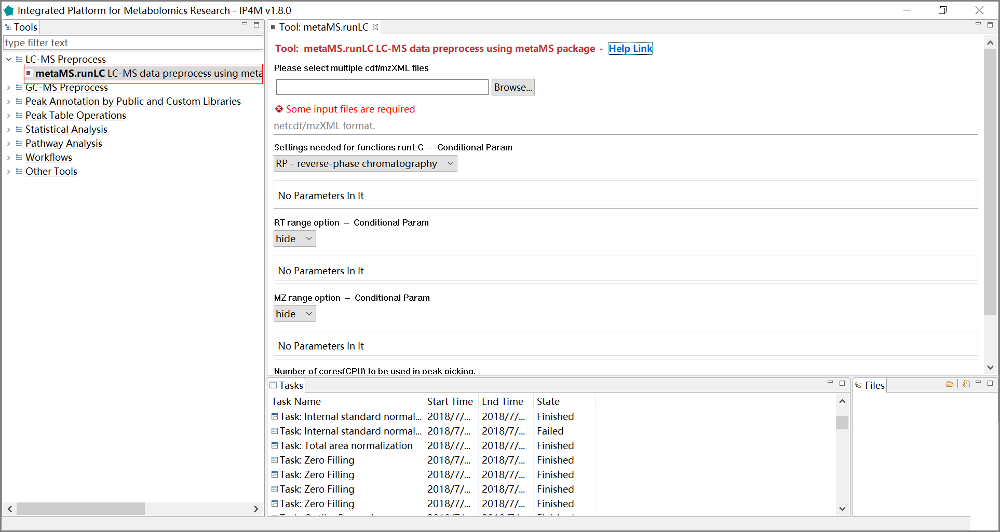 Integrated Platform for Metabolomics Research - IP4M v1.8.0
Tools
type filter text
LC-MS Preprocess
metaMS.runLC LC-MS data preprocess using meta
GC-MS Preprocess
Peak Annotation by Public and Custom Libraries
Peak Table Operations
Statistical Analysis
Pathway Analysis
Workflows
Other Tools
Tool: metaMS.runLC
Tool: metaMS.runLC LC-MS data preprocess using metaMS package - Help Link
Please select multiple cdf/mzXML files
Browse...
Some input files are required
netcdf/mzXML format.
Settings needed for functions runLC – Conditional Param
RP - reverse-phase chromatography
No Parameters In It
RT range option – Conditional Param
hide
No Parameters In It
MZ range option – Conditional Param
hide
No Parameters In It
Number of cores(CPU) to be used in peak picking.
Tasks
Task Name Start Time End Time State
Task: Internal standard normal... 2018/7/... 2018/7/... Finished
Task: Internal standard normal... 2018/7/... 2018/7/... Failed
Task: Total area normalization 2018/7/... 2018/7/... Finished
Task: Zero Filling 2018/7/... 2018/7/... Finished
Task: Zero Filling 2018/7/... 2018/7/... Finished
Task: Zero Filling 2018/7/... 2018/7/... Finished
Task: Zero Filling 2018/7/... 2018/7/... Finished
Files